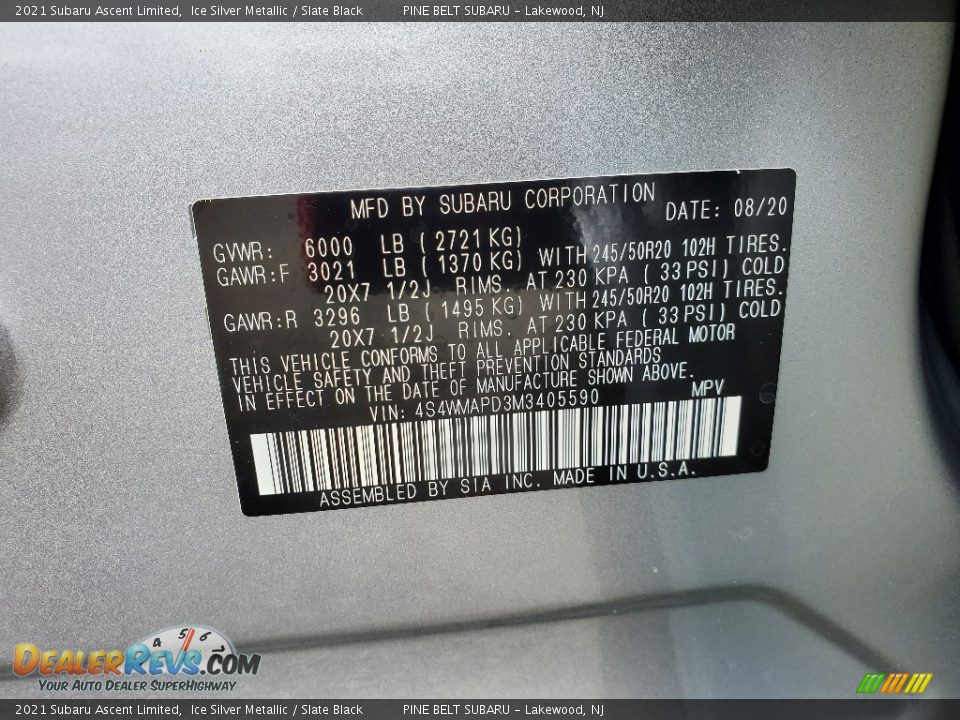 2021 Subaru Ascent Limited, Ice Silver Metallic / Slate Black PINE BELT SUBARU - Lakewood, NJ
MFD BY SUBARU CORPORATION DATE: 08/20
GVWR: 6000 LB ( 2721 KG)
GAWR:F 3021 LB ( 1370 KG) WITH 245/50R20 102H TIRES.
20X7 1/2J RIMS. AT 230 KPA ( 33 PSI) COLD
GAWR:R 3296 LB ( 1495 KG) WITH 245/50R20 102H TIRES.
20X7 1/2J RIMS. AT 230 KPA ( 33 PSI) COLD
THIS VEHICLE CONFORMS TO ALL APPLICABLE FEDERAL MOTOR
VEHICLE SAFETY AND THEFT PREVENTION STANDARDS
IN EFFECT ON THE DATE OF MANUFACTURE SHOWN ABOVE.
VIN: 4S4WMAPD3M3405590 MPV
ASSEMBLED BY SIA INC. MADE IN U.S.A.
4 5 6 7
DEALERREVS.COM
YOUR AUTO DEALER SUPERHIGHWAY
2021 Subaru Ascent Limited, Ice Silver Metallic / Slate Black PINE BELT SUBARU - Lakewood, NJ